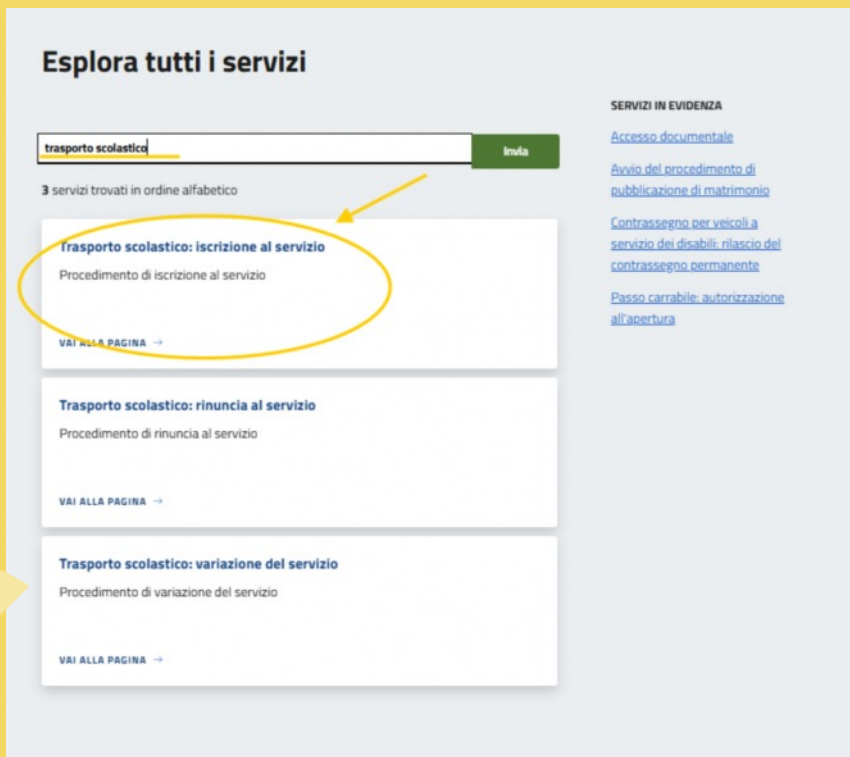 Esplora tutti i servizi
trasporto scolastico
Invia
3 servizi trovati in ordine alfabetico
Trasporto scolastico: iscrizione al servizio
Procedimento di iscrizione al servizio
VAI ALLA PAGINA →
Trasporto scolastico: rinuncia al servizio
Procedimento di rinuncia al servizio
VAI ALLA PAGINA →
Trasporto scolastico: variazione del servizio
Procedimento di variazione del servizio
VAI ALLA PAGINA →
SERVIZI IN EVIDENZA
Accesso documentale
Avvio del procedimento di
pubblicazione di matrimonio
Contrassegno per veicoli a
servizio dei disabili: rilascio del
contrassegno permanente
Passo carrabile: autorizzazione
all'apertura